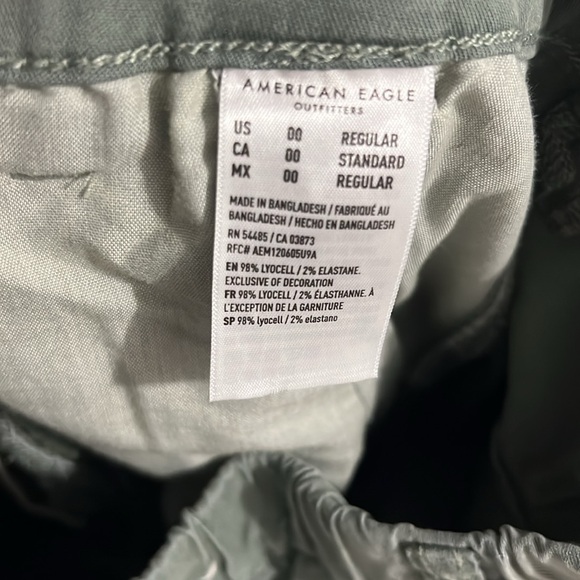 AMERICAN EAGLE
OUTFITTERS
US 00 REGULAR
CA 00 STANDARD
MX 00 REGULAR
MADE IN BANGLADESH / FABRIQUÉ AU
BANGLADESH / HECHO EN BANGLADESH
RN 54485 / CA 03873
RFC# AEM120605U9A
EN 98% LYOCELL / 2% ELASTANE.
EXCLUSIVE OF DECORATION
FR 98% LYOCELL / 2% ÉLASTHANNE. À
L'EXCEPTION DE LA GARNITURE
SP 98% lyocell / 2% elastano